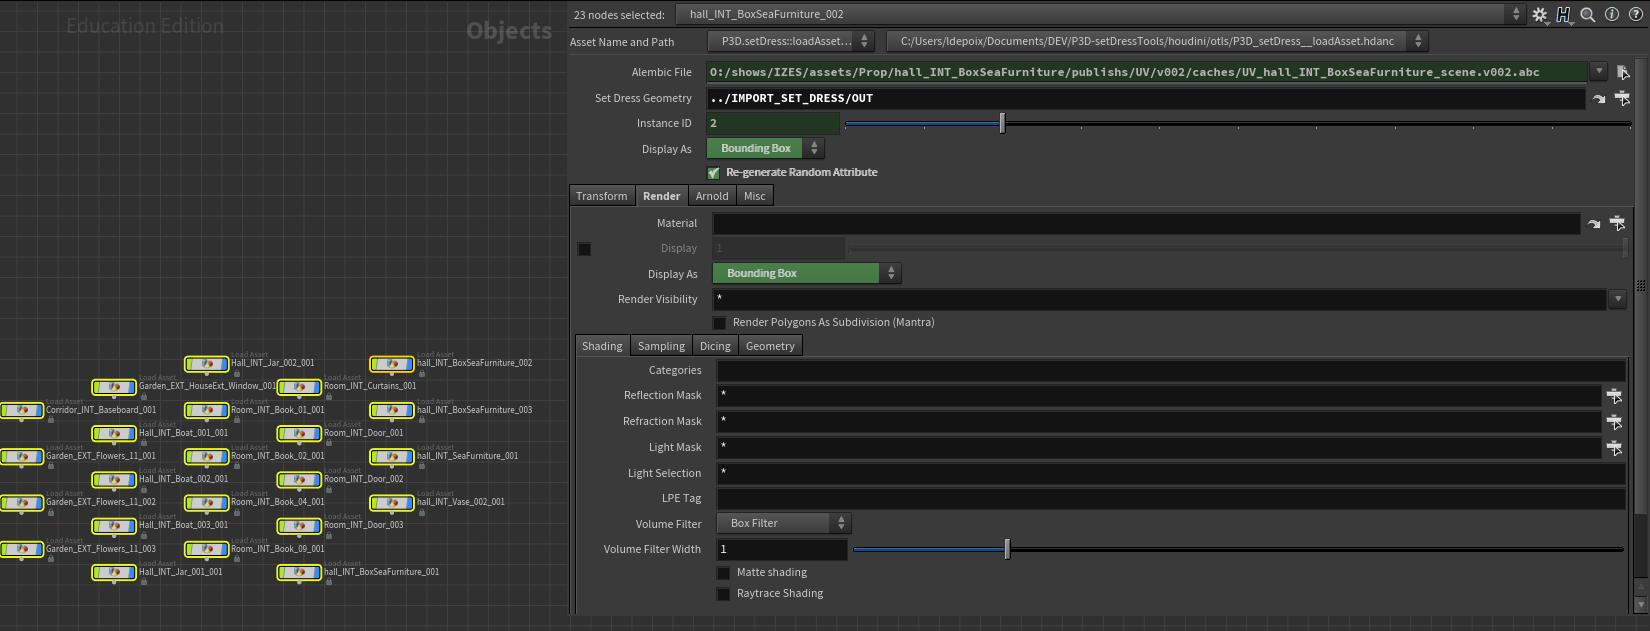 Education Edition
Objects
23 nodes selected: hall_INT_BoxSeaFurniture_002
Asset Name and Path P3D.setDress::loadAsset... C:/Users/ldepoix/Documents/DEV/P3D-setDressTools/houdini/otls/P3D_setDress__loadAsset.hdanc
Alembic File O:/shows/IZES/assets/Prop/hall_INT_BoxSeaFurniture/publishs/UV/v002/caches/UV_hall_INT_BoxSeaFurniture_scene.v002.abc
Set Dress Geometry ../IMPORT_SET_DRESS/OUT
Instance ID 2
Display As Bounding Box
Re-generate Random Attribute
Transform Render Arnold Misc
Material
Display 1
Display As Bounding Box
Render Visibility *
Render Polygons As Subdivision (Mantra)
Shading Sampling Dicing Geometry
Categories
Reflection Mask *
Refraction Mask *
Light Mask *
Light Selection *
LPE Tag
Volume Filter Box Filter
Volume Filter Width 1
Matte shading
Raytrace Shading
Load Asset Load Asset
Hall_INT_Jar_002_001 hall_INT_BoxSeaFurniture_002
Load Asset Load Asset
Garden_EXT_HouseExt_Window_001 Room_INT_Curtains_001
Load Asset Load Asset Load Asset
Corridor_INT_Baseboard_001 Room_INT_Book_01_001 hall_INT_BoxSeaFurniture_003
Load Asset Load Asset
Hall_INT_Boat_001_001 Room_INT_Door_001
Load Asset Load Asset Load Asset
Garden_EXT_Flowers_11_001 Room_INT_Book_02_001 hall_INT_SeaFurniture_001
Load Asset Load Asset
Hall_INT_Boat_002_001 Room_INT_Door_002
Load Asset Load Asset Load Asset
Garden_EXT_Flowers_11_002 Room_INT_Book_04_001 hall_INT_Vase_002_001
Load Asset Load Asset
Hall_INT_Boat_003_001 Room_INT_Door_003
Load Asset Load Asset
Garden_EXT_Flowers_11_003 Room_INT_Book_09_001
Load Asset Load Asset
Hall_INT_Jar_001_001 hall_INT_BoxSeaFurniture_001